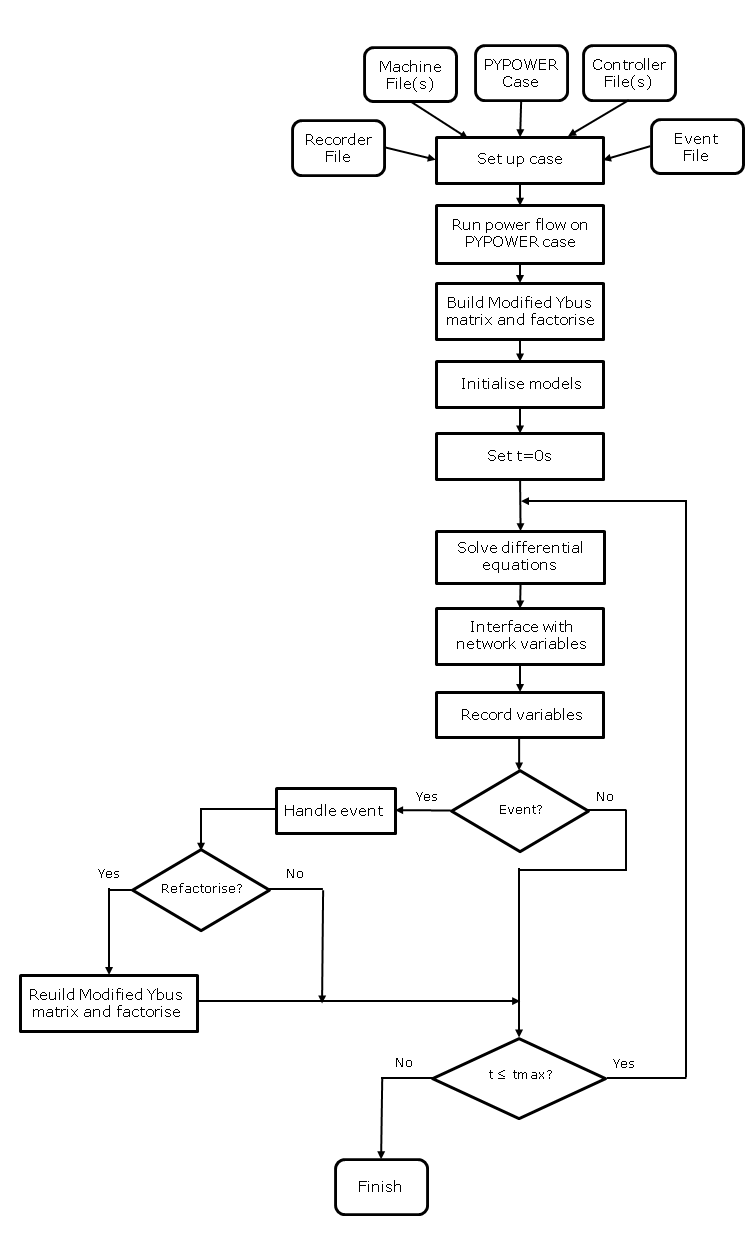 Machine
File(s)
PYPOWER
Case
Controller
File(s)
Recorder
File
Event
File
Set up case
Run power flow on
PYPOWER case
Build Modified Ybus
matrix and factorise
Initialise models
Set t=0s
Solve differential
equations
Interface with
network variables
Record variables
Event?
Yes
No
Handle event
Refactorise?
Yes
No
Reuild Modified Ybus
matrix and factorise
t ≤ tmax?
No
Yes
Finish